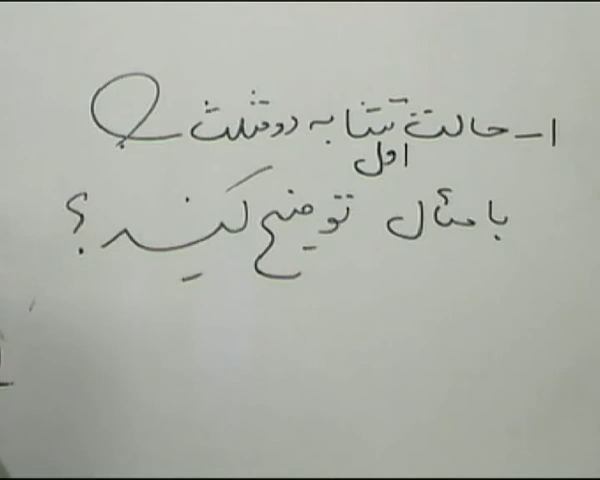 ۱- حالت تشابه دو مثلث
اول
با مثال توضیح کنید؟